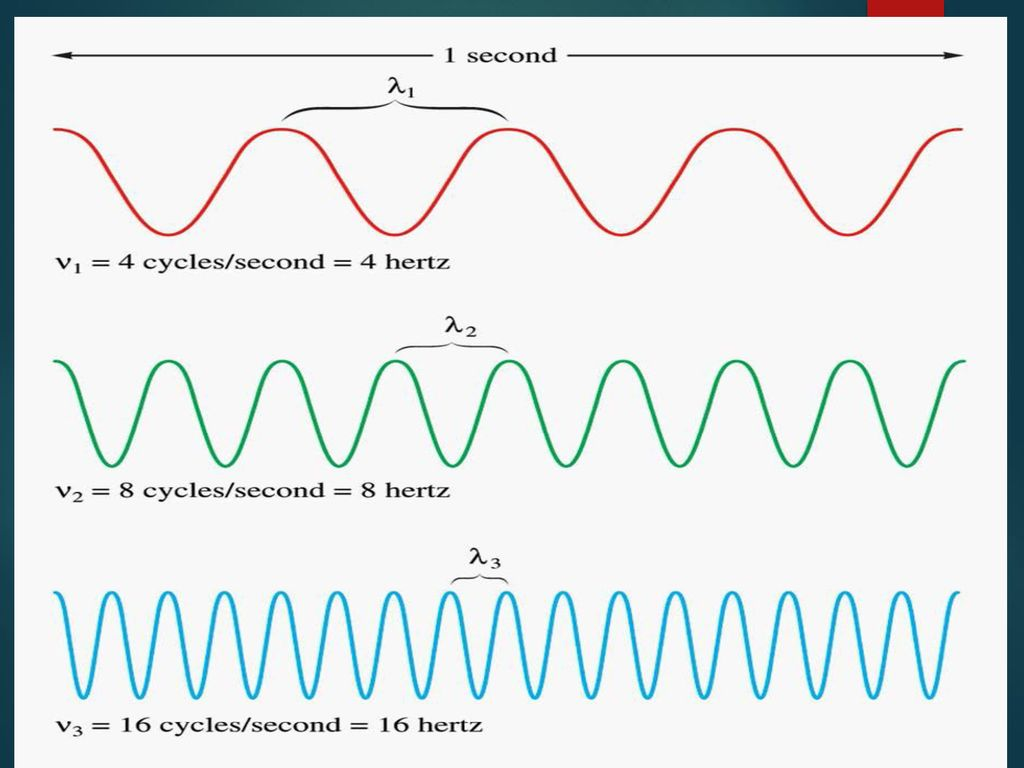 1 second
λ₁
ν₁ = 4 cycles/second = 4 hertz
λ₂
ν₂ = 8 cycles/second = 8 hertz
λ₃
ν₃ = 16 cycles/second = 16 hertz